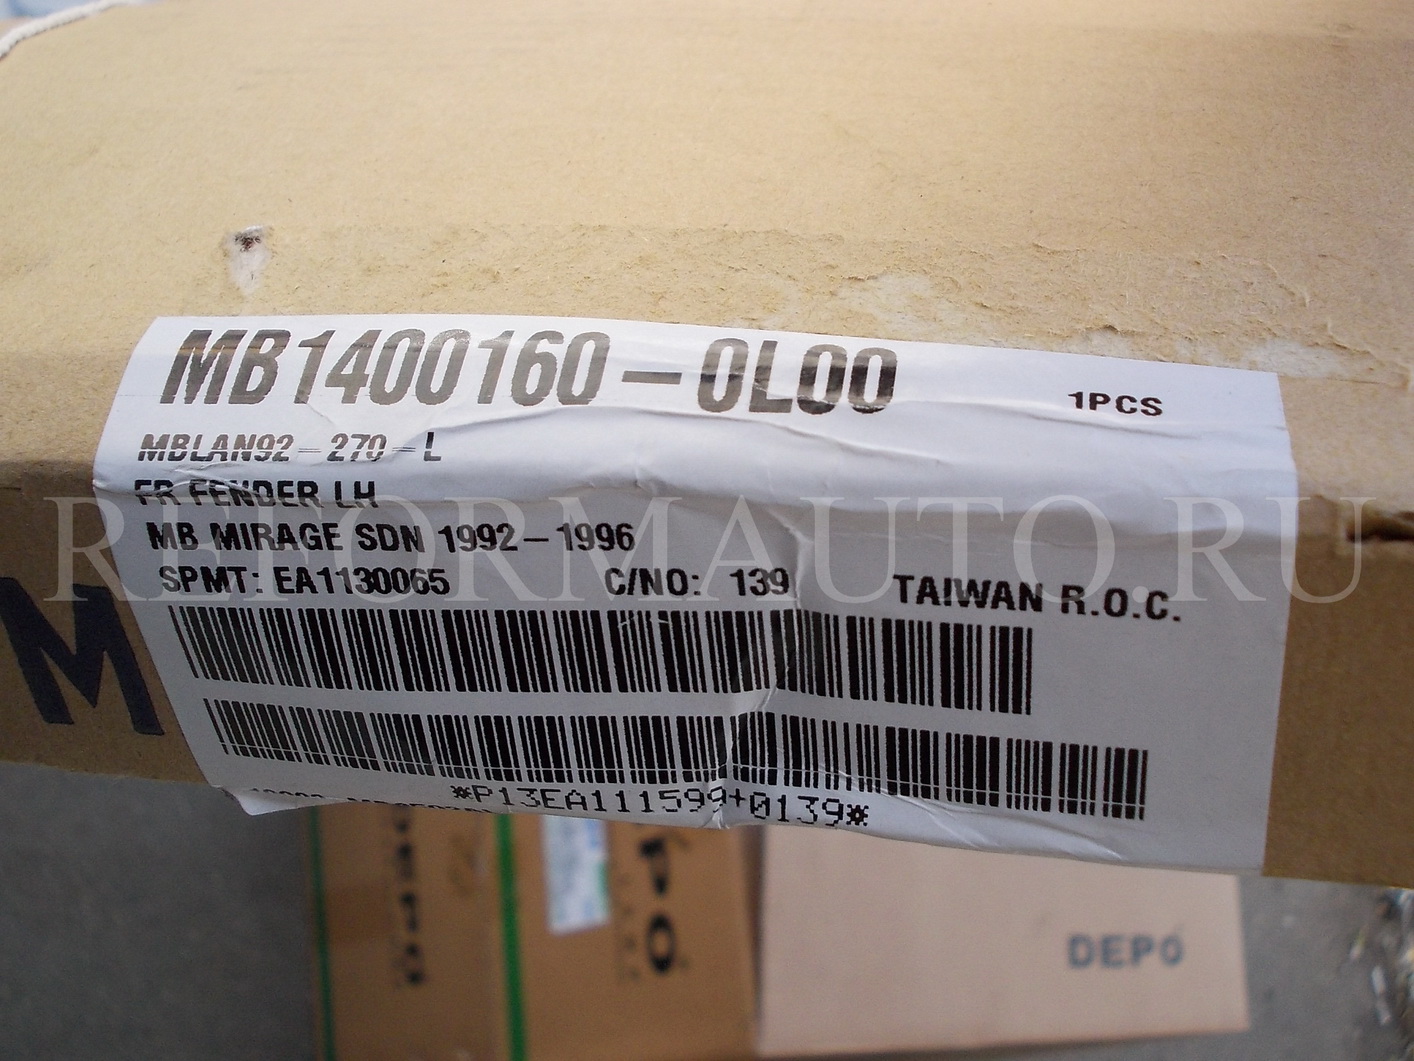 MB1400160-0L00
1PCS
MBLAN92-270-L
FR FENDER LH
MB MIRAGE SDN 1992-1996
SPMT: EA1130065 C/NO: 139 TAIWAN R.O.C.
*P13EA111599+0139*
REFORMAUTO.RU
M
DEPO